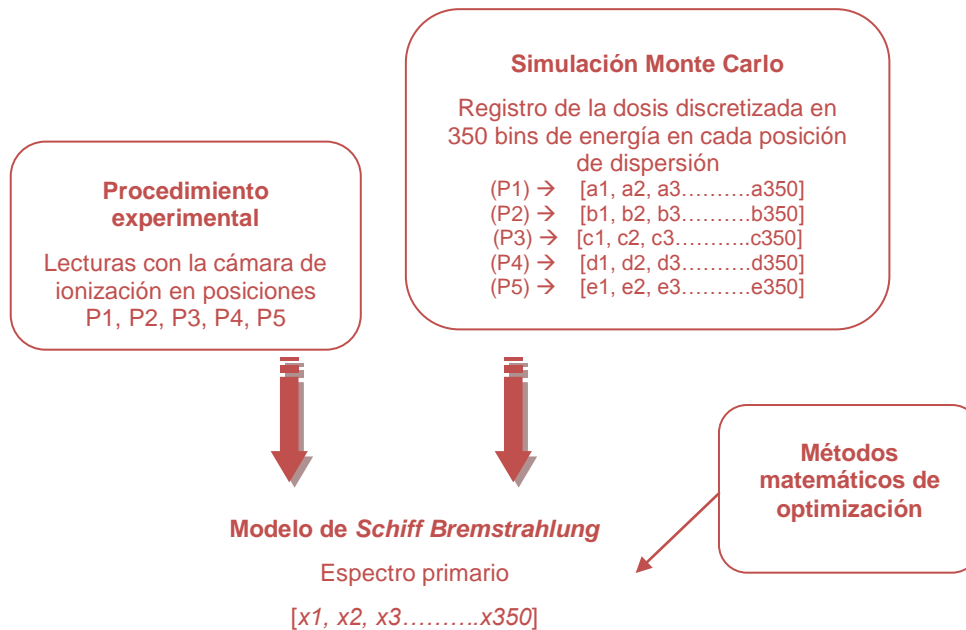 Simulación Monte Carlo
Registro de la dosis discretizada en
350 bins de energía en cada posición
de dispersión
(P1) → [a1, a2, a3……….a350]
(P2) → [b1, b2, b3……….b350]
(P3) → [c1, c2, c3……….c350]
(P4) → [d1, d2, d3……….d350]
(P5) → [e1, e2, e3……….e350]
Procedimiento
experimental
Lecturas con la cámara de
ionización en posiciones
P1, P2, P3, P4, P5
Métodos
matemáticos de
optimización
Modelo de Schiff Bremstrahlung
Espectro primario
[x1, x2, x3……….x350]